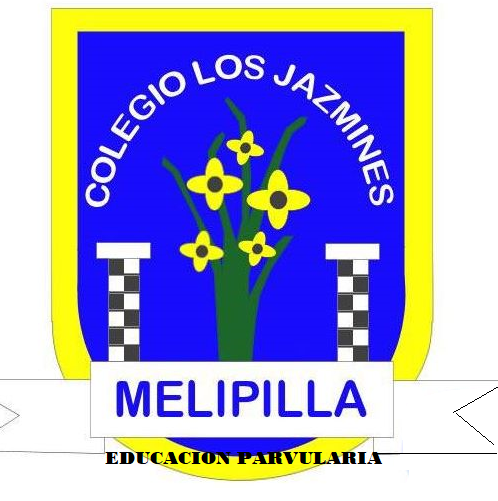 COLEGIO LOS JAZMINES
MELIPILLA
EDUCACION PARVULARIA